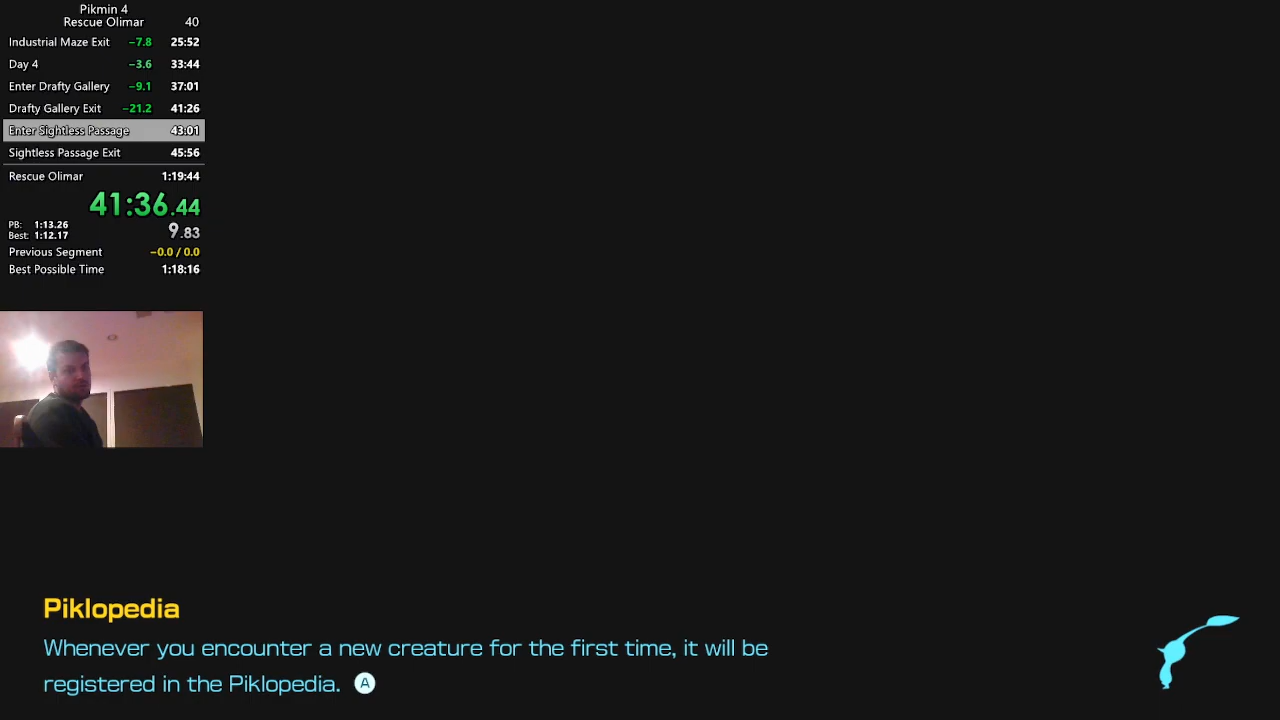 Pikmin 4
Rescue Olimar 40
Industrial Maze Exit −7.8 25:52
Day 4 −3.6 33:44
Enter Drafty Gallery −9.1 37:01
Drafty Gallery Exit −21.2 41:26
Enter Sightless Passage 43:01
Sightless Passage Exit 45:56
Rescue Olimar 1:19:44
41:36.44
PB: 1:13.26
Best: 1:12.17
9.83
Previous Segment −0.0 / 0.0
Best Possible Time 1:18:16
Piklopedia
Whenever you encounter a new creature for the first time, it will be
registered in the Piklopedia. A